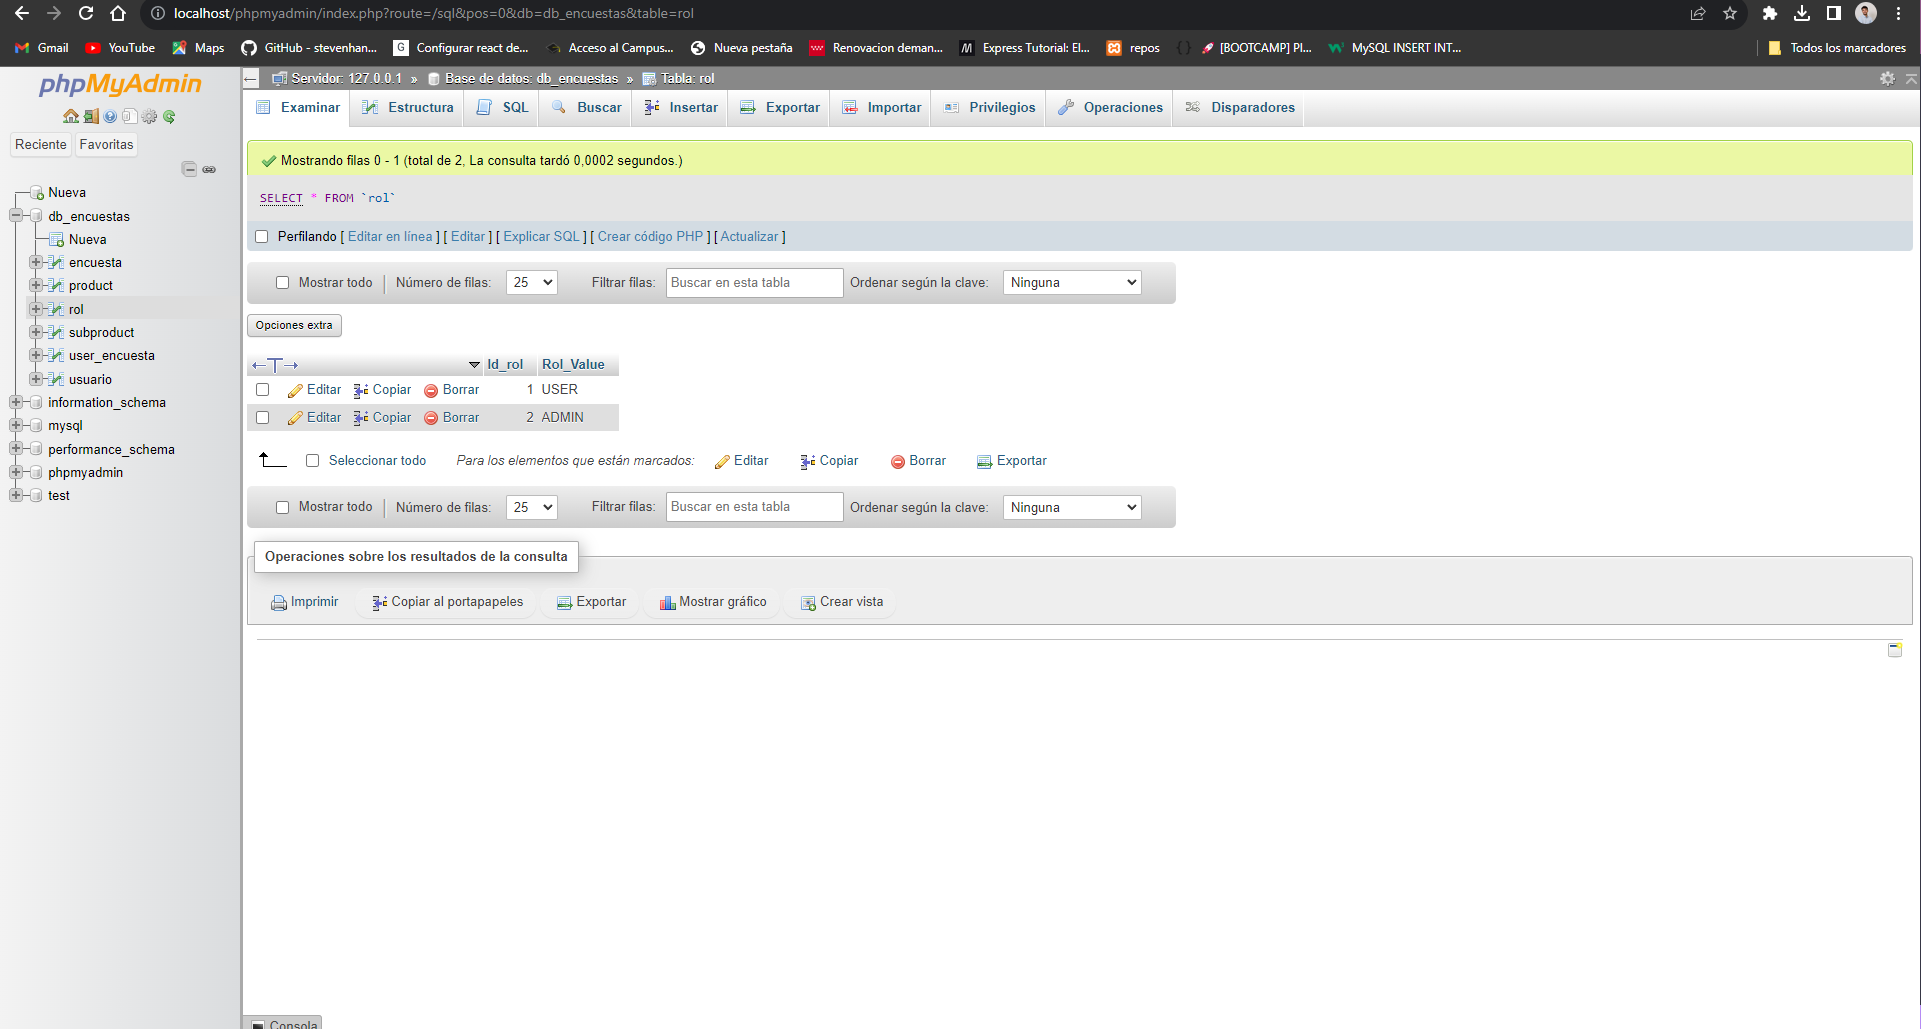 localhost/phpmyadmin/index.php?route=/sql&pos=0&db=db_encuestas&table=rol
Gmail YouTube Maps GitHub - stevenhan... Configurar react de... Acceso al Campus... Nueva pestaña Renovacion deman... Express Tutorial: El... repos [BOOTCAMP] Pl... MySQL INSERT INT... Todos los marcadores
phpMyAdmin
Reciente Favoritas
Nueva
db_encuestas
Nueva
encuesta
product
rol
subproduct
user_encuesta
usuario
information_schema
mysql
performance_schema
phpmyadmin
test
Servidor: 127.0.0.1 » Base de datos: db_encuestas » Tabla: rol
Examinar Estructura SQL Buscar Insertar Exportar Importar Privilegios Operaciones Disparadores
Mostrando filas 0 - 1 (total de 2, La consulta tardó 0,0002 segundos.)
SELECT * FROM `rol`
Perfilando [ Editar en línea ] [ Editar ] [ Explicar SQL ] [ Crear código PHP ] [ Actualizar ]
Mostrar todo Número de filas: 25 Filtrar filas: Buscar en esta tabla Ordenar según la clave: Ninguna
Opciones extra
Id_rol Rol_Value
Editar Copiar Borrar 1 USER
Editar Copiar Borrar 2 ADMIN
Seleccionar todo Para los elementos que están marcados: Editar Copiar Borrar Exportar
Mostrar todo Número de filas: 25 Filtrar filas: Buscar en esta tabla Ordenar según la clave: Ninguna
Operaciones sobre los resultados de la consulta
Imprimir Copiar al portapapeles Exportar Mostrar gráfico Crear vista
Consola